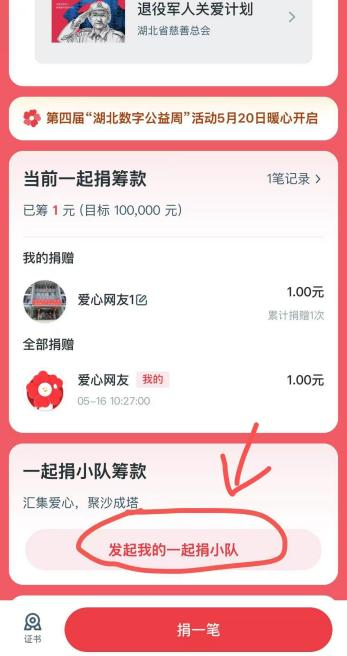 退役军人关爱计划
湖北省慈善总会
第四届“湖北数字公益周”活动5月20日暖心开启
当前一起捐筹款
1笔记录
已筹 1 元 (目标 100,000 元)
我的捐赠
爱心网友1
1.00元
累计捐赠1次
全部捐赠
爱心网友 我的
1.00元
05-16 10:27:00
一起捐小队筹款
汇集爱心，聚沙成塔
发起我的一起捐小队
证书
捐一笔